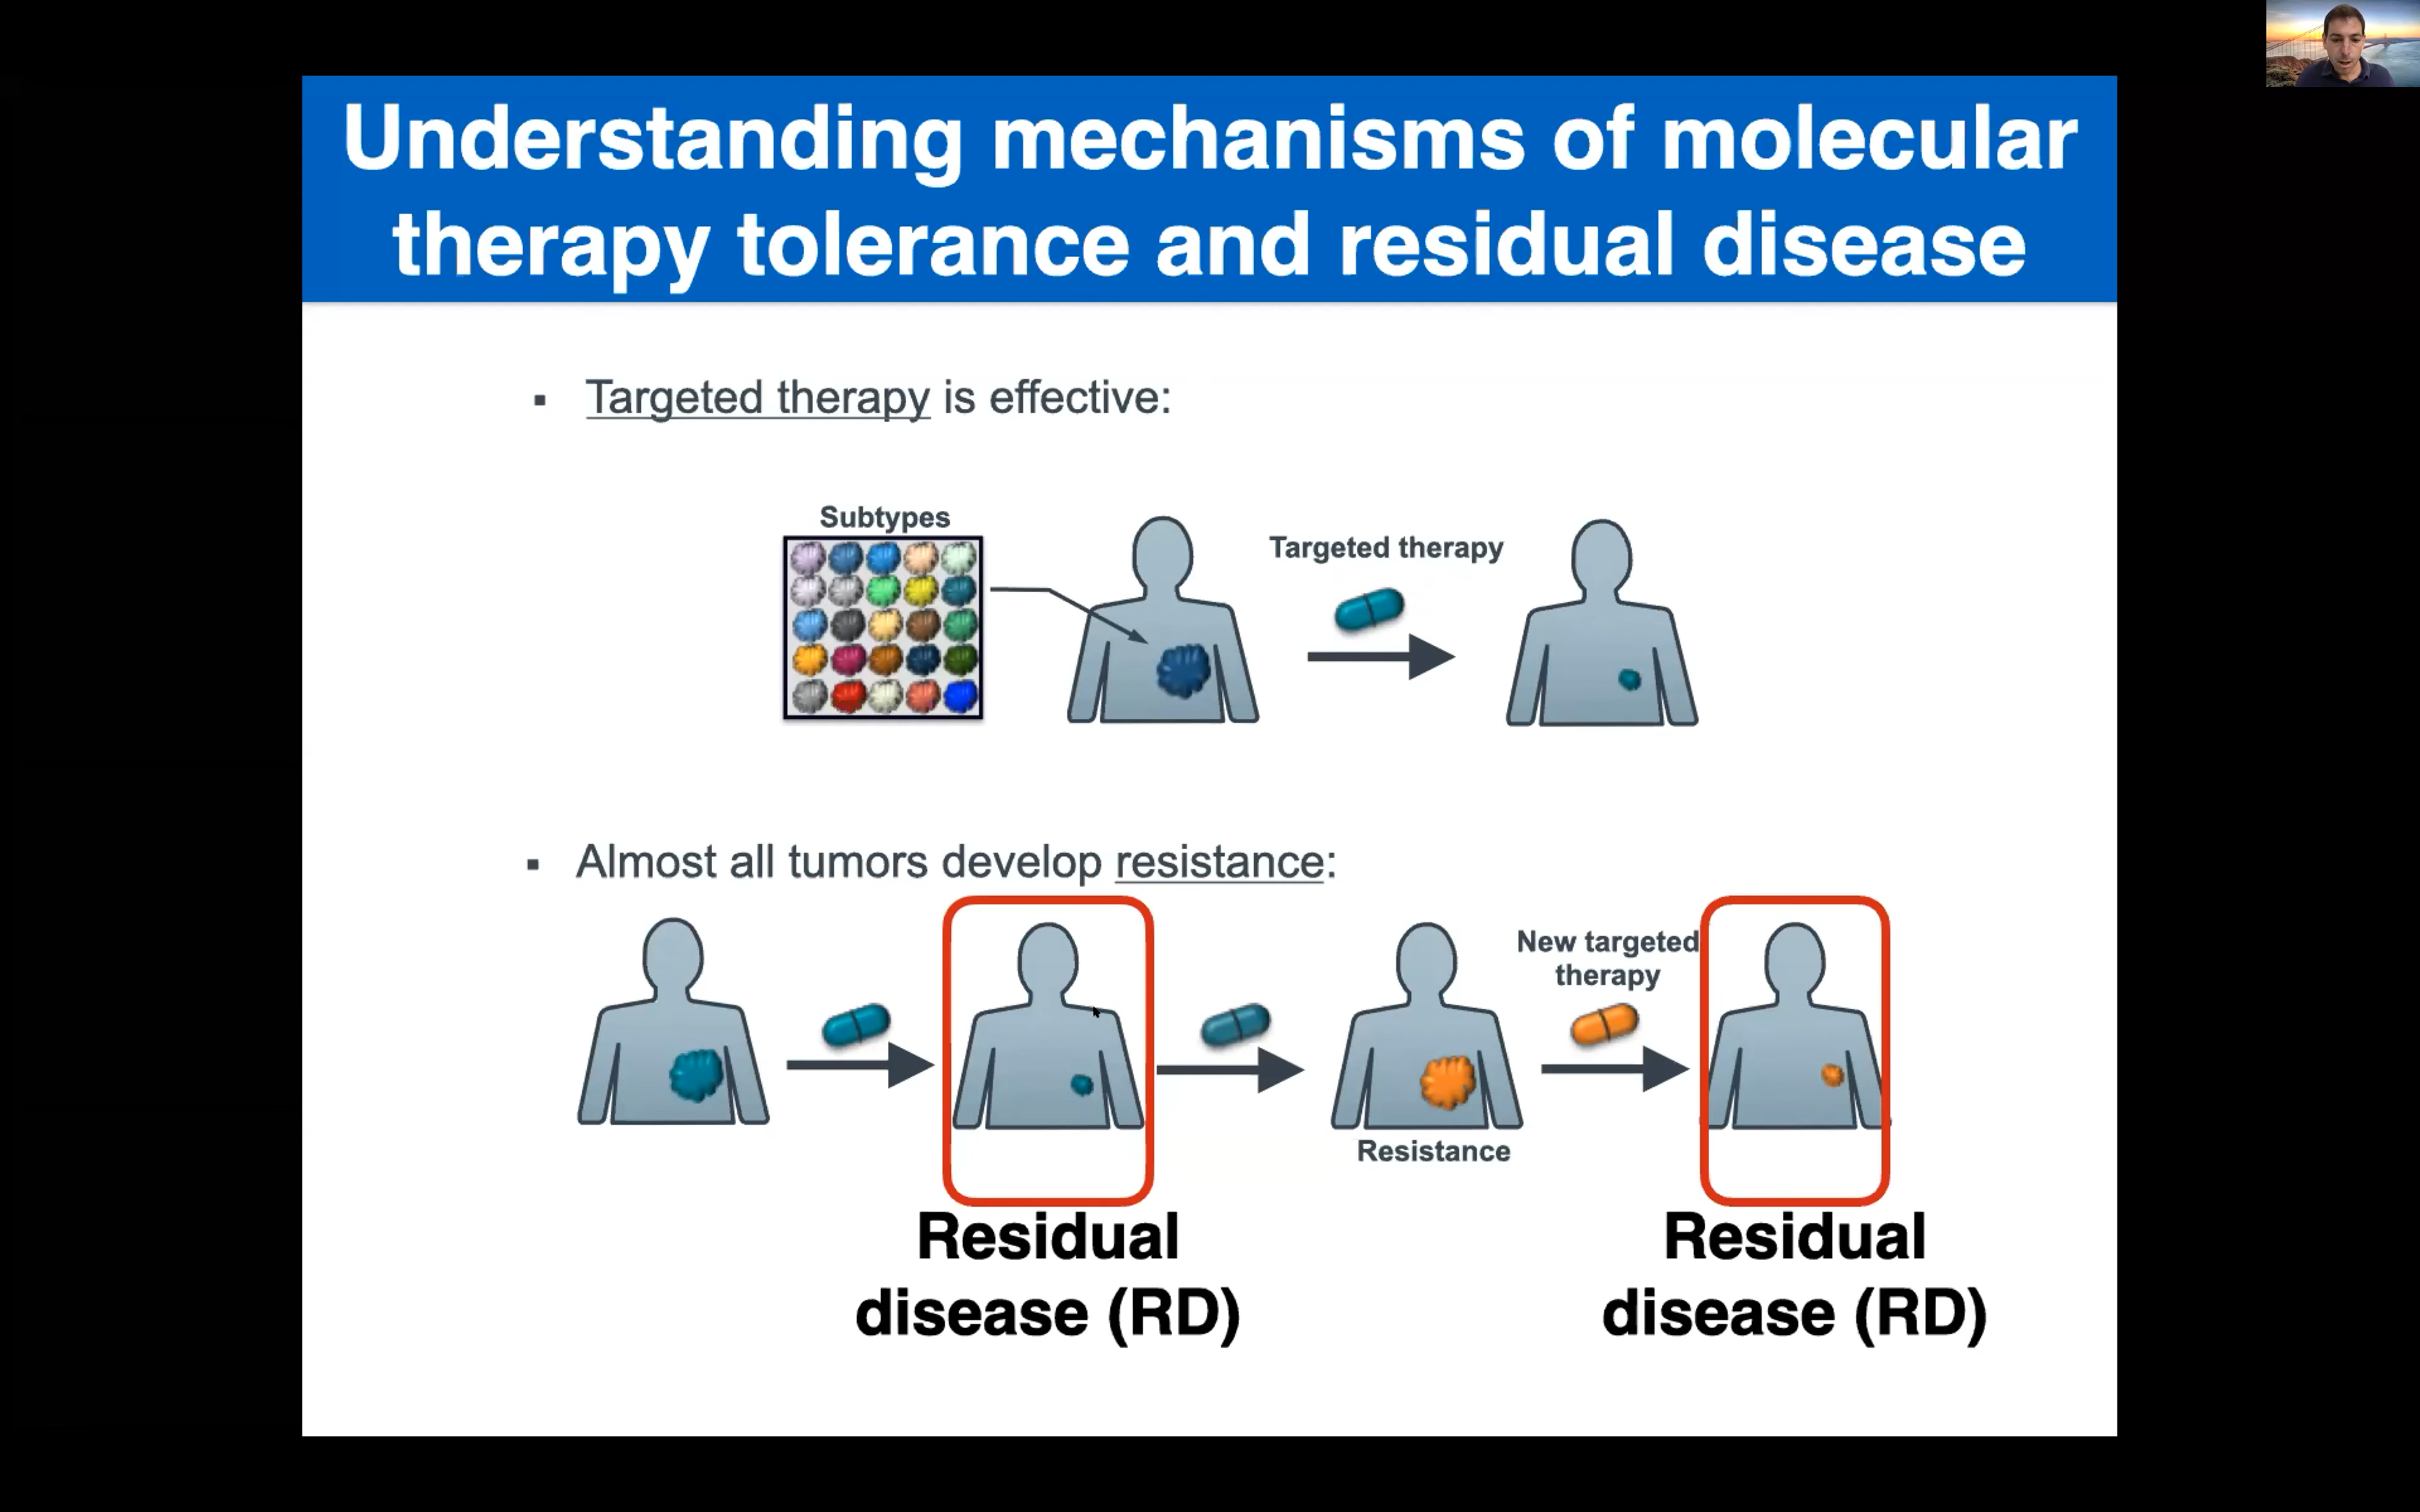 Understanding mechanisms of molecular
therapy tolerance and residual disease
▪ Targeted therapy is effective:
Subtypes
Targeted therapy
▪ Almost all tumors develop resistance:
New targeted
therapy
Resistance
Residual
disease (RD)
Residual
disease (RD)